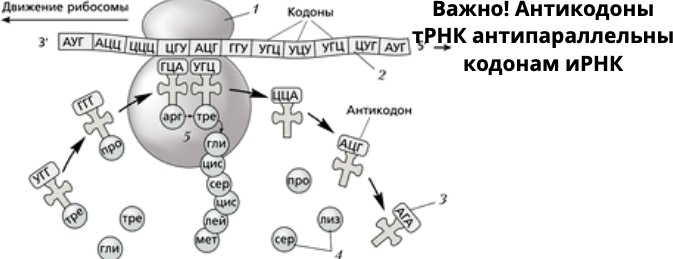 Движение рибосомы
1
Кодоны
Важно! Антикодоны
тРНК антипараллельны
кодонам иРНК
3' АУГ АЦЦ ЦЦЦ ЦГУ АЦГ ГГУ УГЦ УЦУ УГЦ ЦУГ АУГ 5'
2
ГЦА УГЦ
ГГГ
ЦЦА
Антикодон
арг тре
5
АЦГ
про
гли
УГГ
цис
сер
про
3
тре
цис
АГА
тре
лей
лиз
гли
мет
сер
4